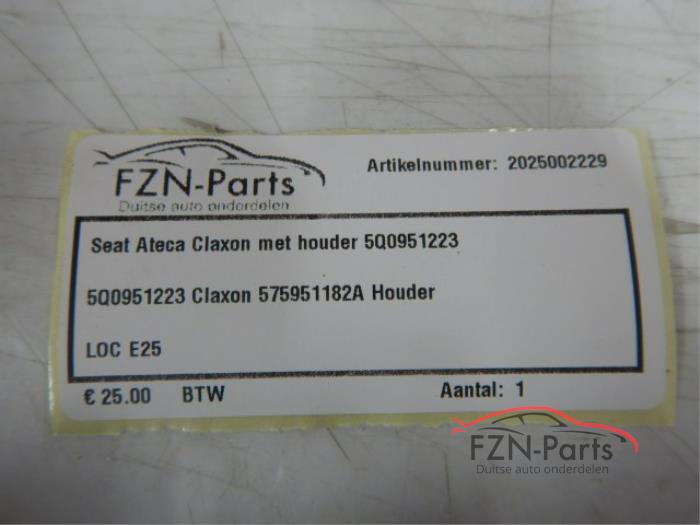 FZN-Parts
Duitse auto onderdelen
Artikelnummer: 2025002229
Seat Ateca Claxon met houder 5Q0951223
5Q0951223 Claxon 575951182A Houder
LOC E25
€ 25.00 BTW Aantal: 1
FZN-Parts
Duitse auto onderdelen